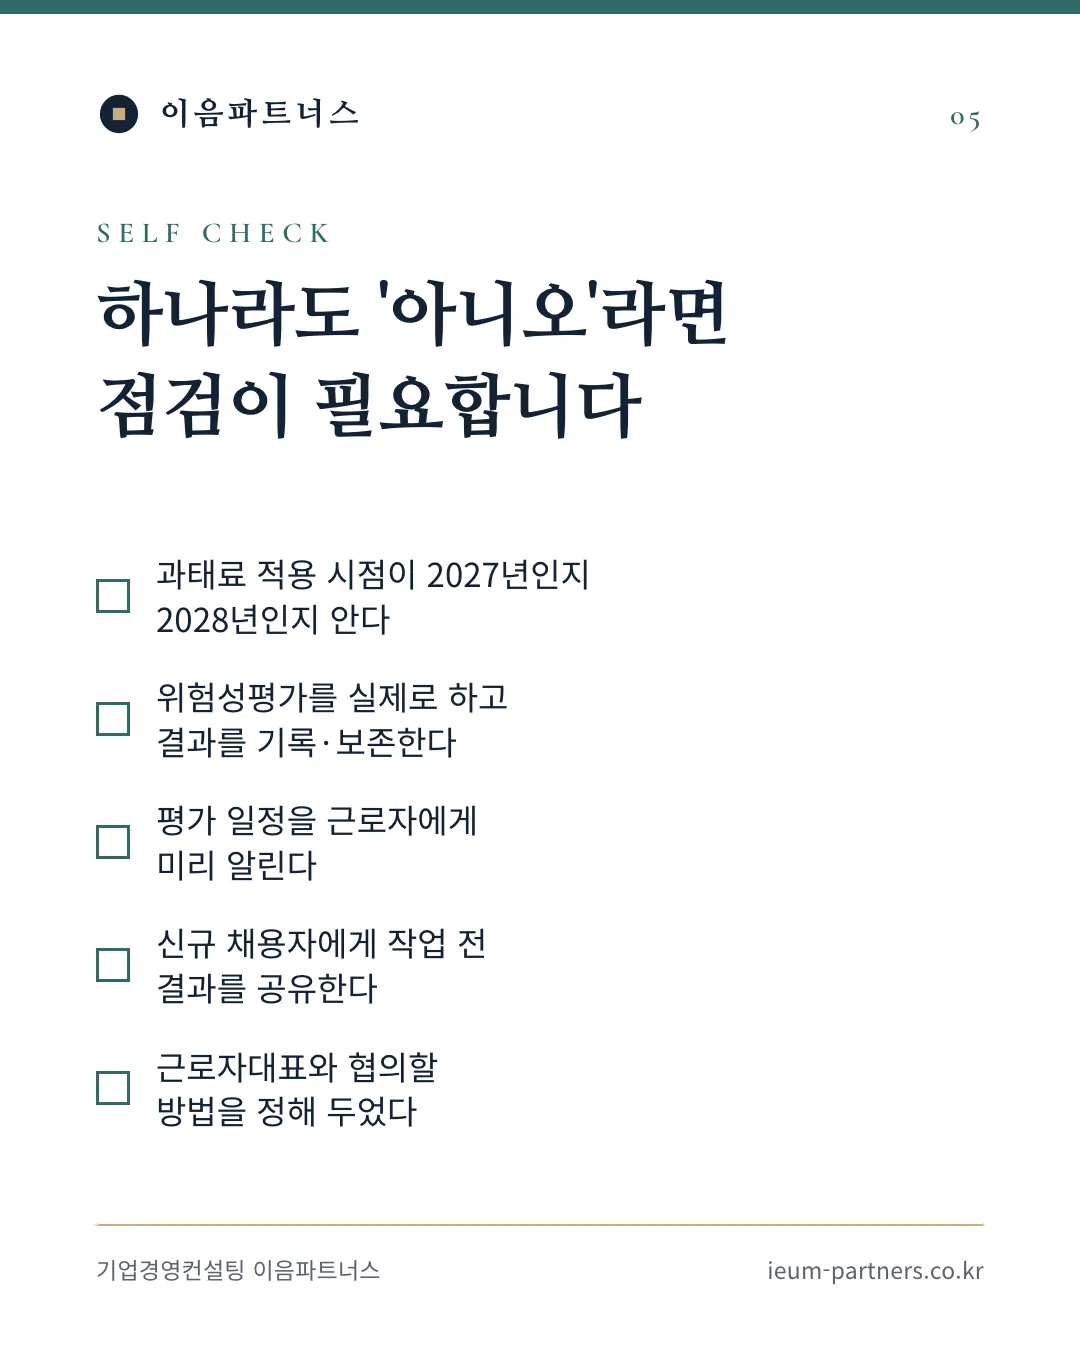 이음파트너스
05
SELF CHECK
하나라도 '아니오'라면
점검이 필요합니다
과태료 적용 시점이 2027년인지
2028년인지 안다
위험성평가를 실제로 하고
결과를 기록·보존한다
평가 일정을 근로자에게
미리 알린다
신규 채용자에게 작업 전
결과를 공유한다
근로자대표와 협의할
방법을 정해 두었다
기업경영컨설팅 이음파트너스
ieum-partners.co.kr